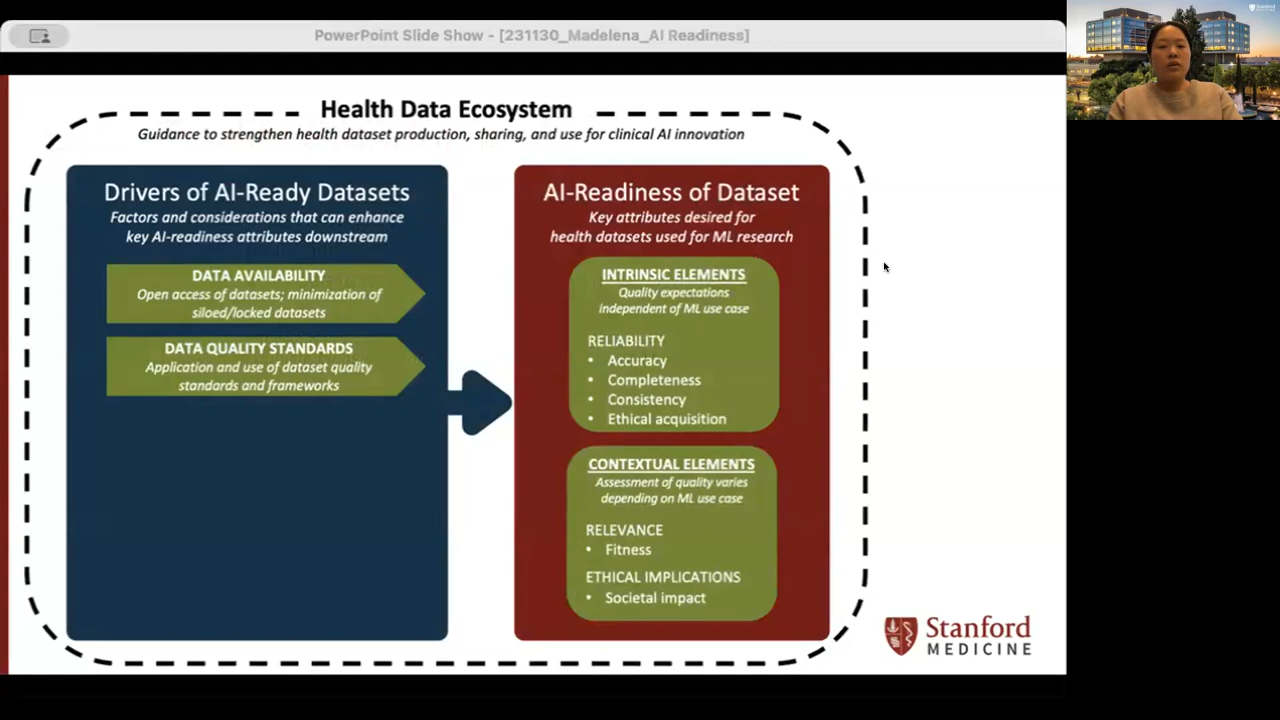 PowerPoint Slide Show - [231130_Madelena_AI Readiness]
Stanford
MEDICINE
Health Data Ecosystem
Guidance to strengthen health dataset production, sharing, and use for clinical AI innovation
Drivers of AI-Ready Datasets
Factors and considerations that can enhance
key AI-readiness attributes downstream
DATA AVAILABILITY
Open access of datasets; minimization of
siloed/locked datasets
DATA QUALITY STANDARDS
Application and use of dataset quality
standards and frameworks
AI-Readiness of Dataset
Key attributes desired for
health datasets used for ML research
INTRINSIC ELEMENTS
Quality expectations
independent of ML use case
RELIABILITY
• Accuracy
• Completeness
• Consistency
• Ethical acquisition
CONTEXTUAL ELEMENTS
Assessment of quality varies
depending on ML use case
RELEVANCE
• Fitness
ETHICAL IMPLICATIONS
• Societal impact
Stanford
MEDICINE